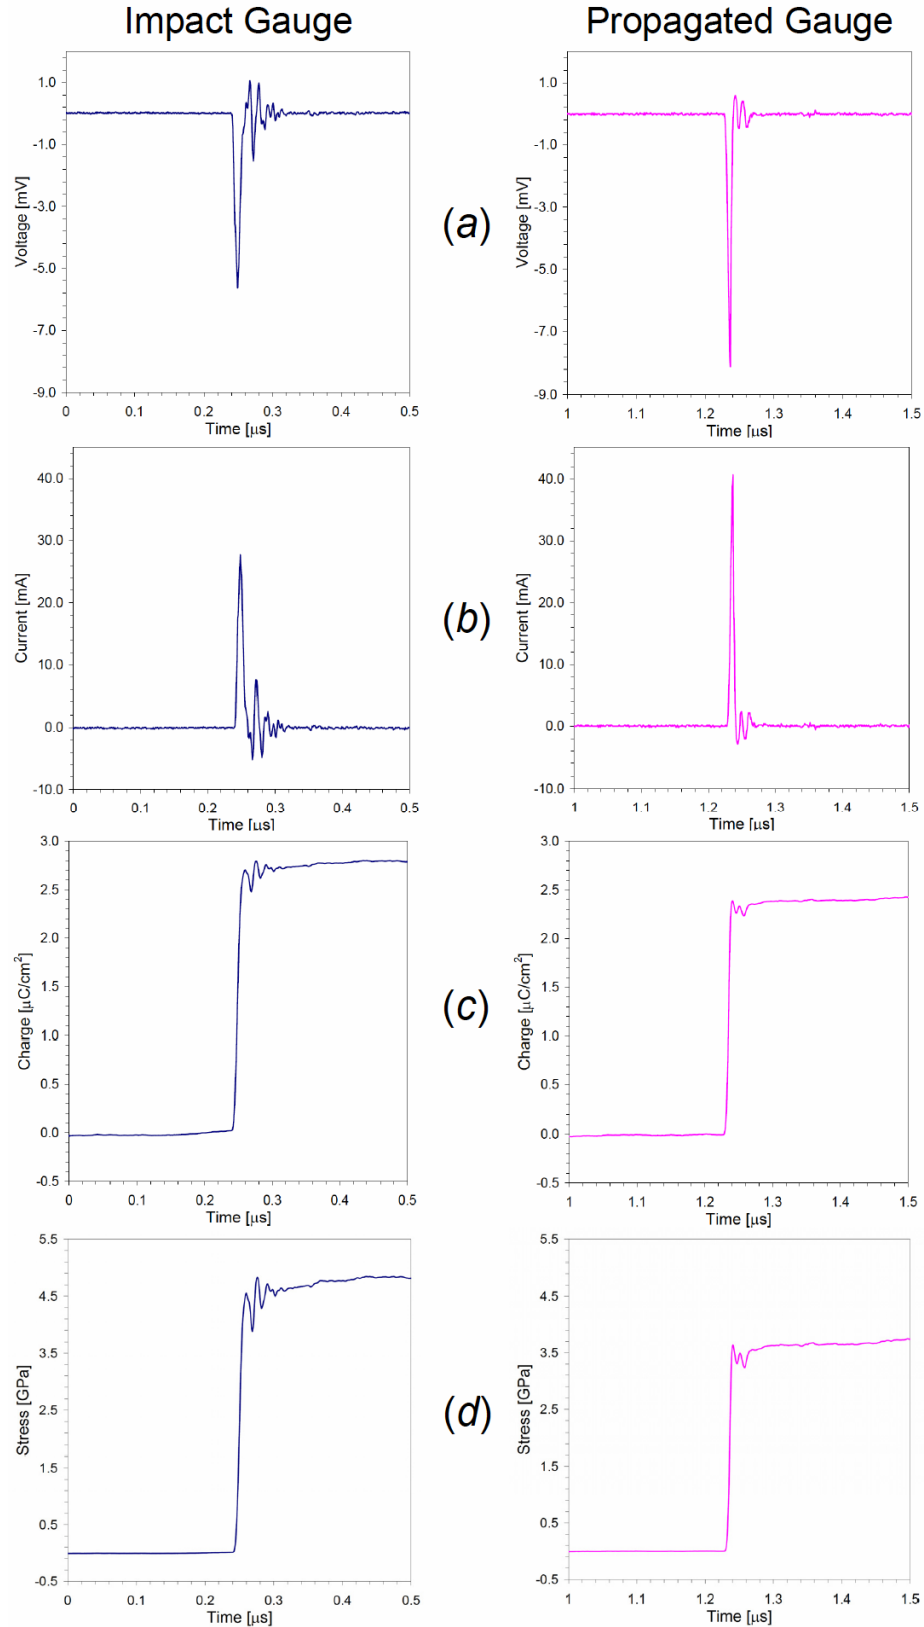 Impact Gauge
Propagated Gauge
1.0
-1.0
-3.0
-5.0
-7.0
-9.0
Voltage [mV]
0 0.1 0.2 0.3 0.4 0.5
Time [μs]
(a)
1.0
-1.0
-3.0
-5.0
-7.0
-9.0
Voltage [mV]
1 1.1 1.2 1.3 1.4 1.5
Time [μs]
40.0
30.0
20.0
10.0
0.0
-10.0
Current [mA]
0 0.1 0.2 0.3 0.4 0.5
Time [μs]
(b)
40.0
30.0
20.0
10.0
0.0
-10.0
Current [mA]
1 1.1 1.2 1.3 1.4 1.5
Time [μs]
3.0
2.5
2.0
1.5
1.0
0.5
0.0
-0.5
Charge [μC/cm²]
0 0.1 0.2 0.3 0.4 0.5
Time [μs]
(c)
3.0
2.5
2.0
1.5
1.0
0.5
0.0
-0.5
Charge [μC/cm²]
1 1.1 1.2 1.3 1.4 1.5
Time [μs]
5.5
4.5
3.5
2.5
1.5
0.5
-0.5
Stress [GPa]
0 0.1 0.2 0.3 0.4 0.5
Time [μs]
(d)
5.5
4.5
3.5
2.5
1.5
0.5
-0.5
Stress [GPa]
1 1.1 1.2 1.3 1.4 1.5
Time [μs]